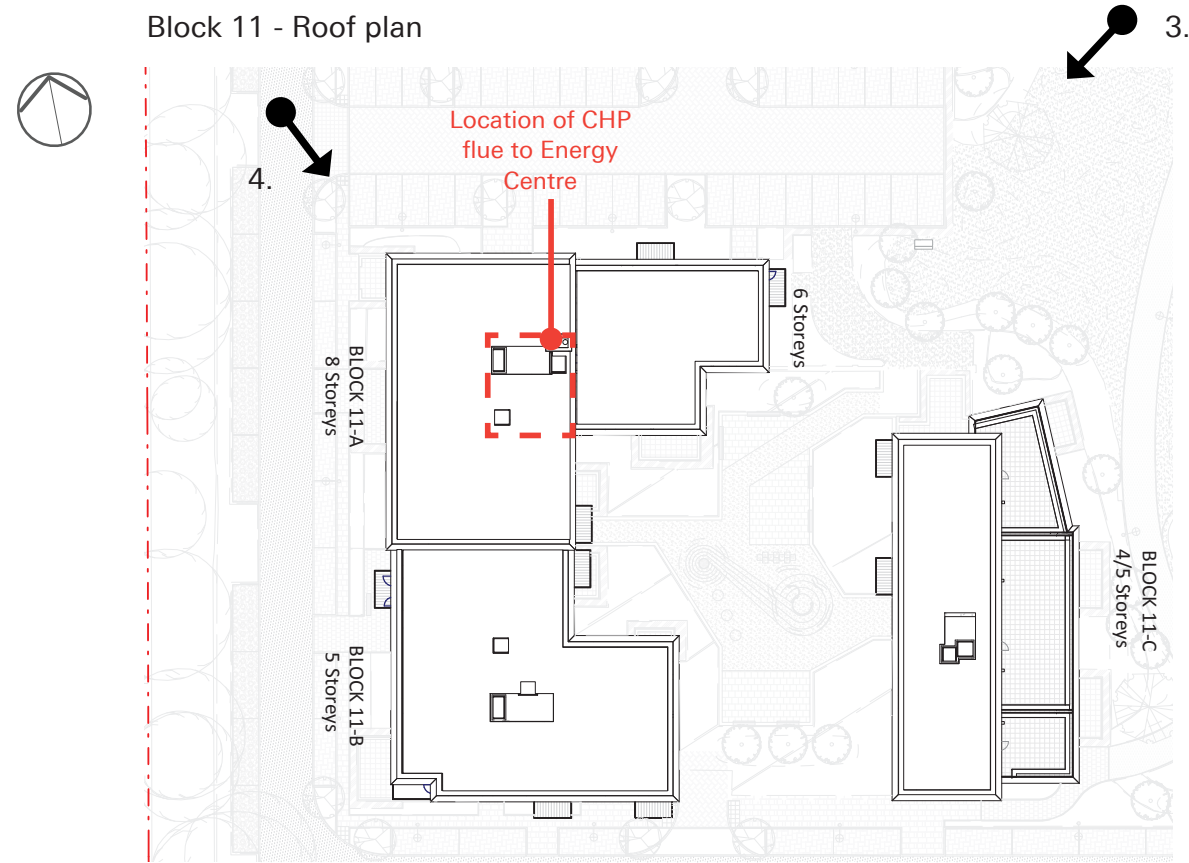 Block 11 - Roof plan
3.
Location of CHP
flue to Energy
Centre
4.
6 Storeys
BLOCK 11-A
8 Storeys
BLOCK 11-C
4/5 Storeys
BLOCK 11-B
5 Storeys